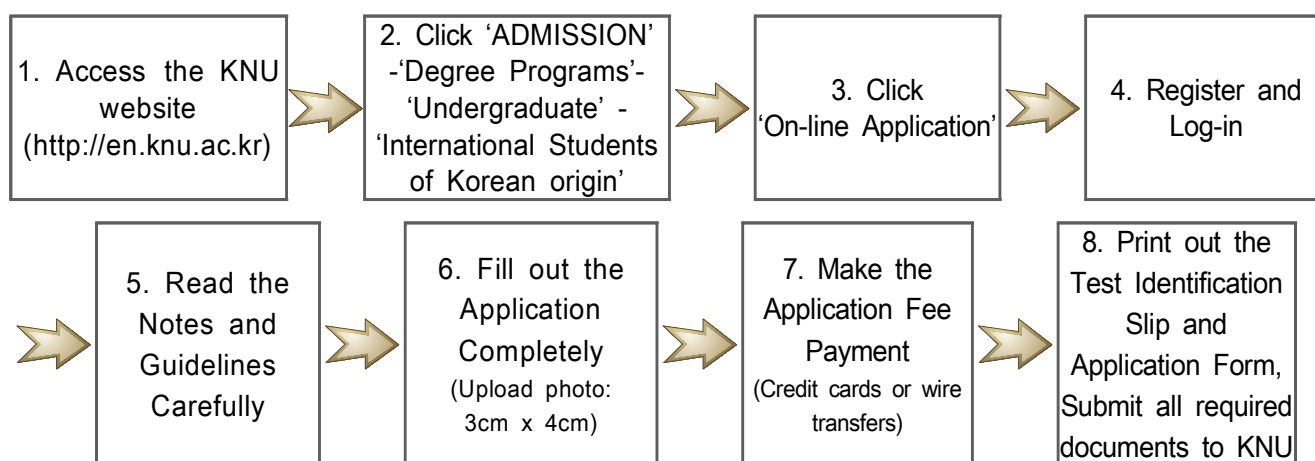 1. Access the KNU
website
(http://en.knu.ac.kr)
2. Click ‘ADMISSION’
-‘Degree Programs’-
‘Undergraduate’ -
‘International Students
of Korean origin’
3. Click
‘On-line Application’
4. Register and
Log-in
5. Read the
Notes and
Guidelines
Carefully
6. Fill out the
Application
Completely
(Upload photo:
3cm x 4cm)
7. Make the
Application Fee
Payment
(Credit cards or wire
transfers)
8. Print out the
Test Identification
Slip and
Application Form,
Submit all required
documents to KNU